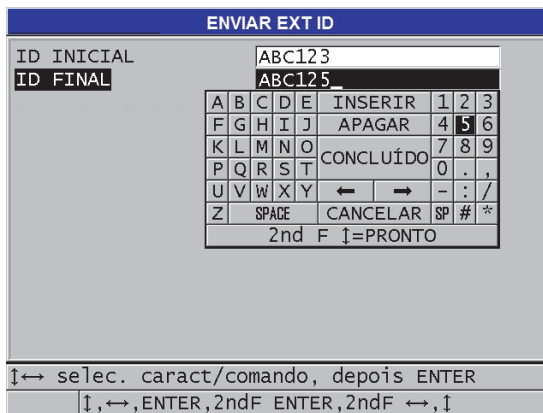 ENVIAR EXT ID
ID INICIAL ABC123
ID FINAL ABC125_
A B C D E INSERIR 1 2 3
F G H I J APAGAR 4 5 6
K L M N O CONCLUÍDO 7 8 9
P Q R S T 0 . ,
U V W X Y ← → - : /
Z SPACE CANCELAR SP # *
2nd F ↕=PRONTO
↕↔ selec. caract/comando, depois ENTER
↕,↔,ENTER,2ndF ENTER,2ndF ↔,↕